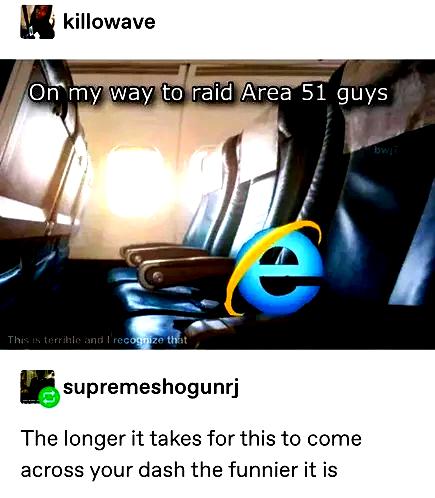 killowave
On my way to raid Area 51 guys
bwj
This is terrible and I recognize that
supremeshogunrj
The longer it takes for this to come
across your dash the funnier it is